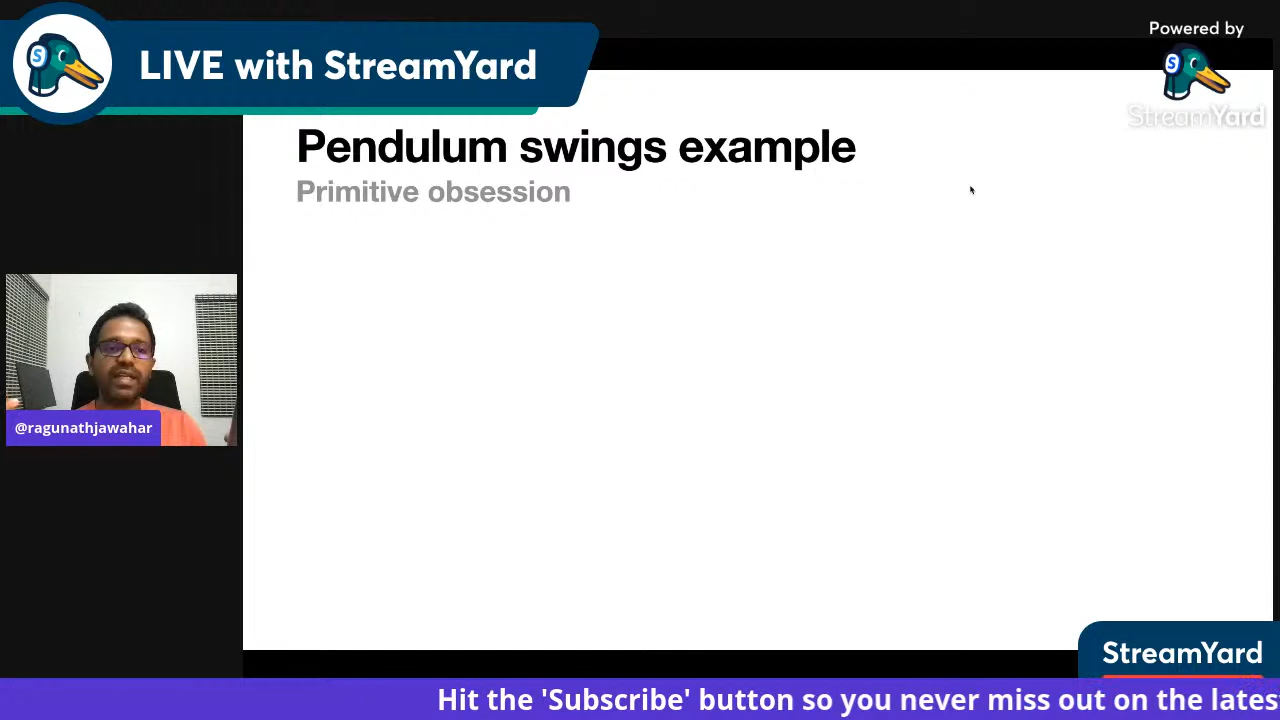 LIVE with StreamYard
Powered by
StreamYard
Pendulum swings example
Primitive obsession
@ragunathjawahar
StreamYard
Hit the 'Subscribe' button so you never miss out on the lates